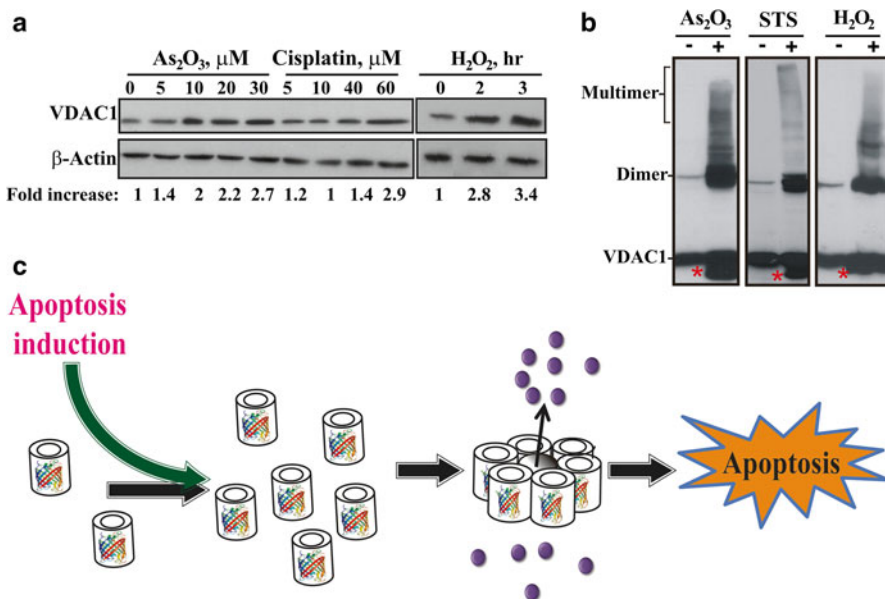 a
As₂O₃, μM Cisplatin, μM H₂O₂, hr
0 5 10 20 30 5 10 40 60 0 2 3
VDAC1
β-Actin
Fold increase: 1 1.4 2 2.2 2.7 1.2 1 1.4 2.9 1 2.8 3.4
b
As₂O₃ STS H₂O₂
- + - + - +
Multimer
Dimer
VDAC1
* * *
c
Apoptosis
induction
Apoptosis